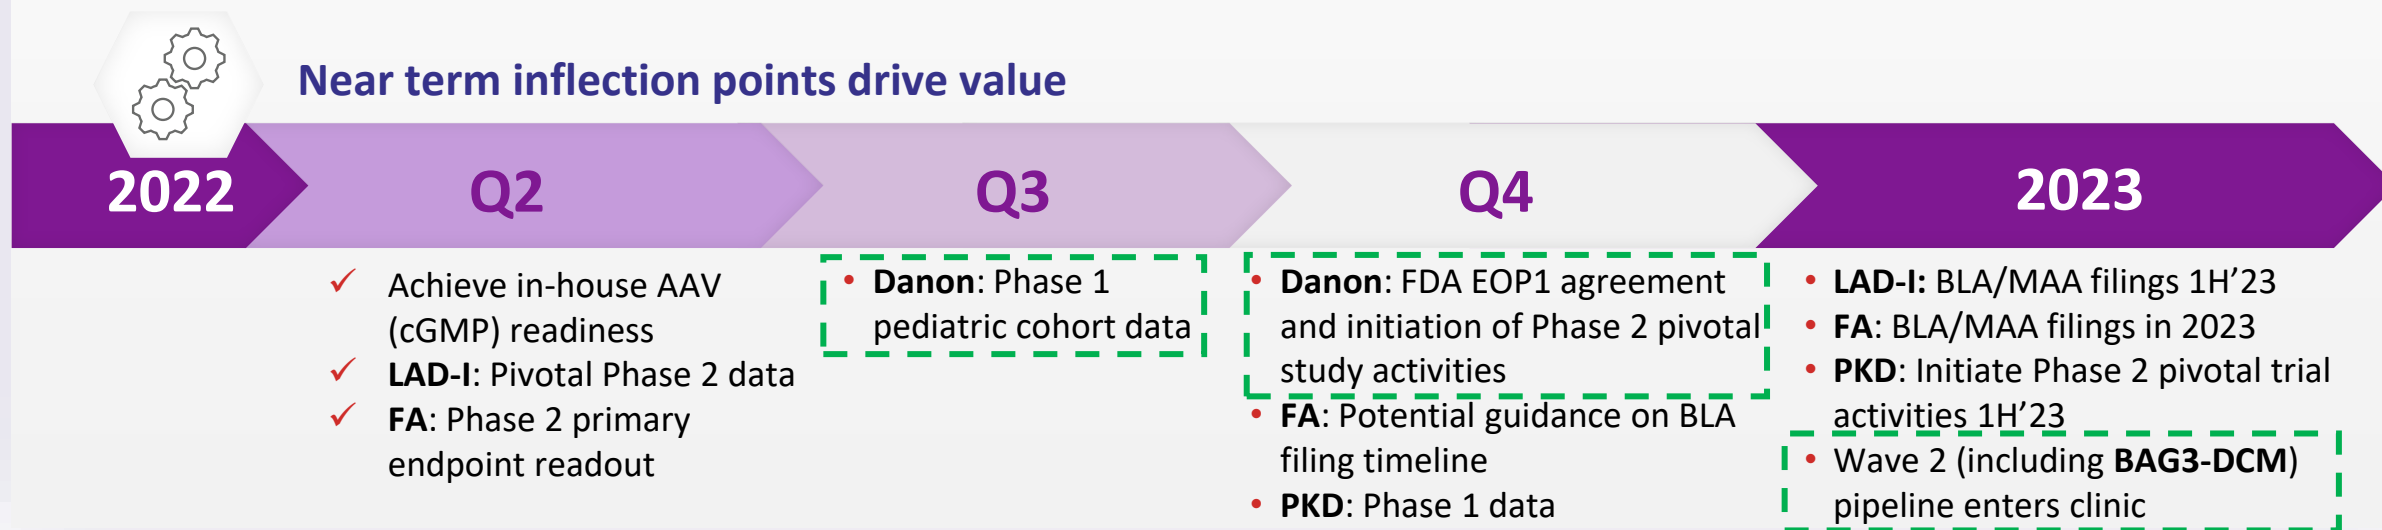 Near term inflection points drive value
2022
Q2
Q3
Q4
2023
✓ Achieve in-house AAV
(cGMP) readiness
✓ LAD-I: Pivotal Phase 2 data
✓ FA: Phase 2 primary
endpoint readout
• Danon: Phase 1
pediatric cohort data
• Danon: FDA EOP1 agreement
and initiation of Phase 2 pivotal
study activities
• FA: Potential guidance on BLA
filing timeline
• PKD: Phase 1 data
• LAD-I: BLA/MAA filings 1H’23
• FA: BLA/MAA filings in 2023
• PKD: Initiate Phase 2 pivotal trial
activities 1H’23
• Wave 2 (including BAG3-DCM)
pipeline enters clinic